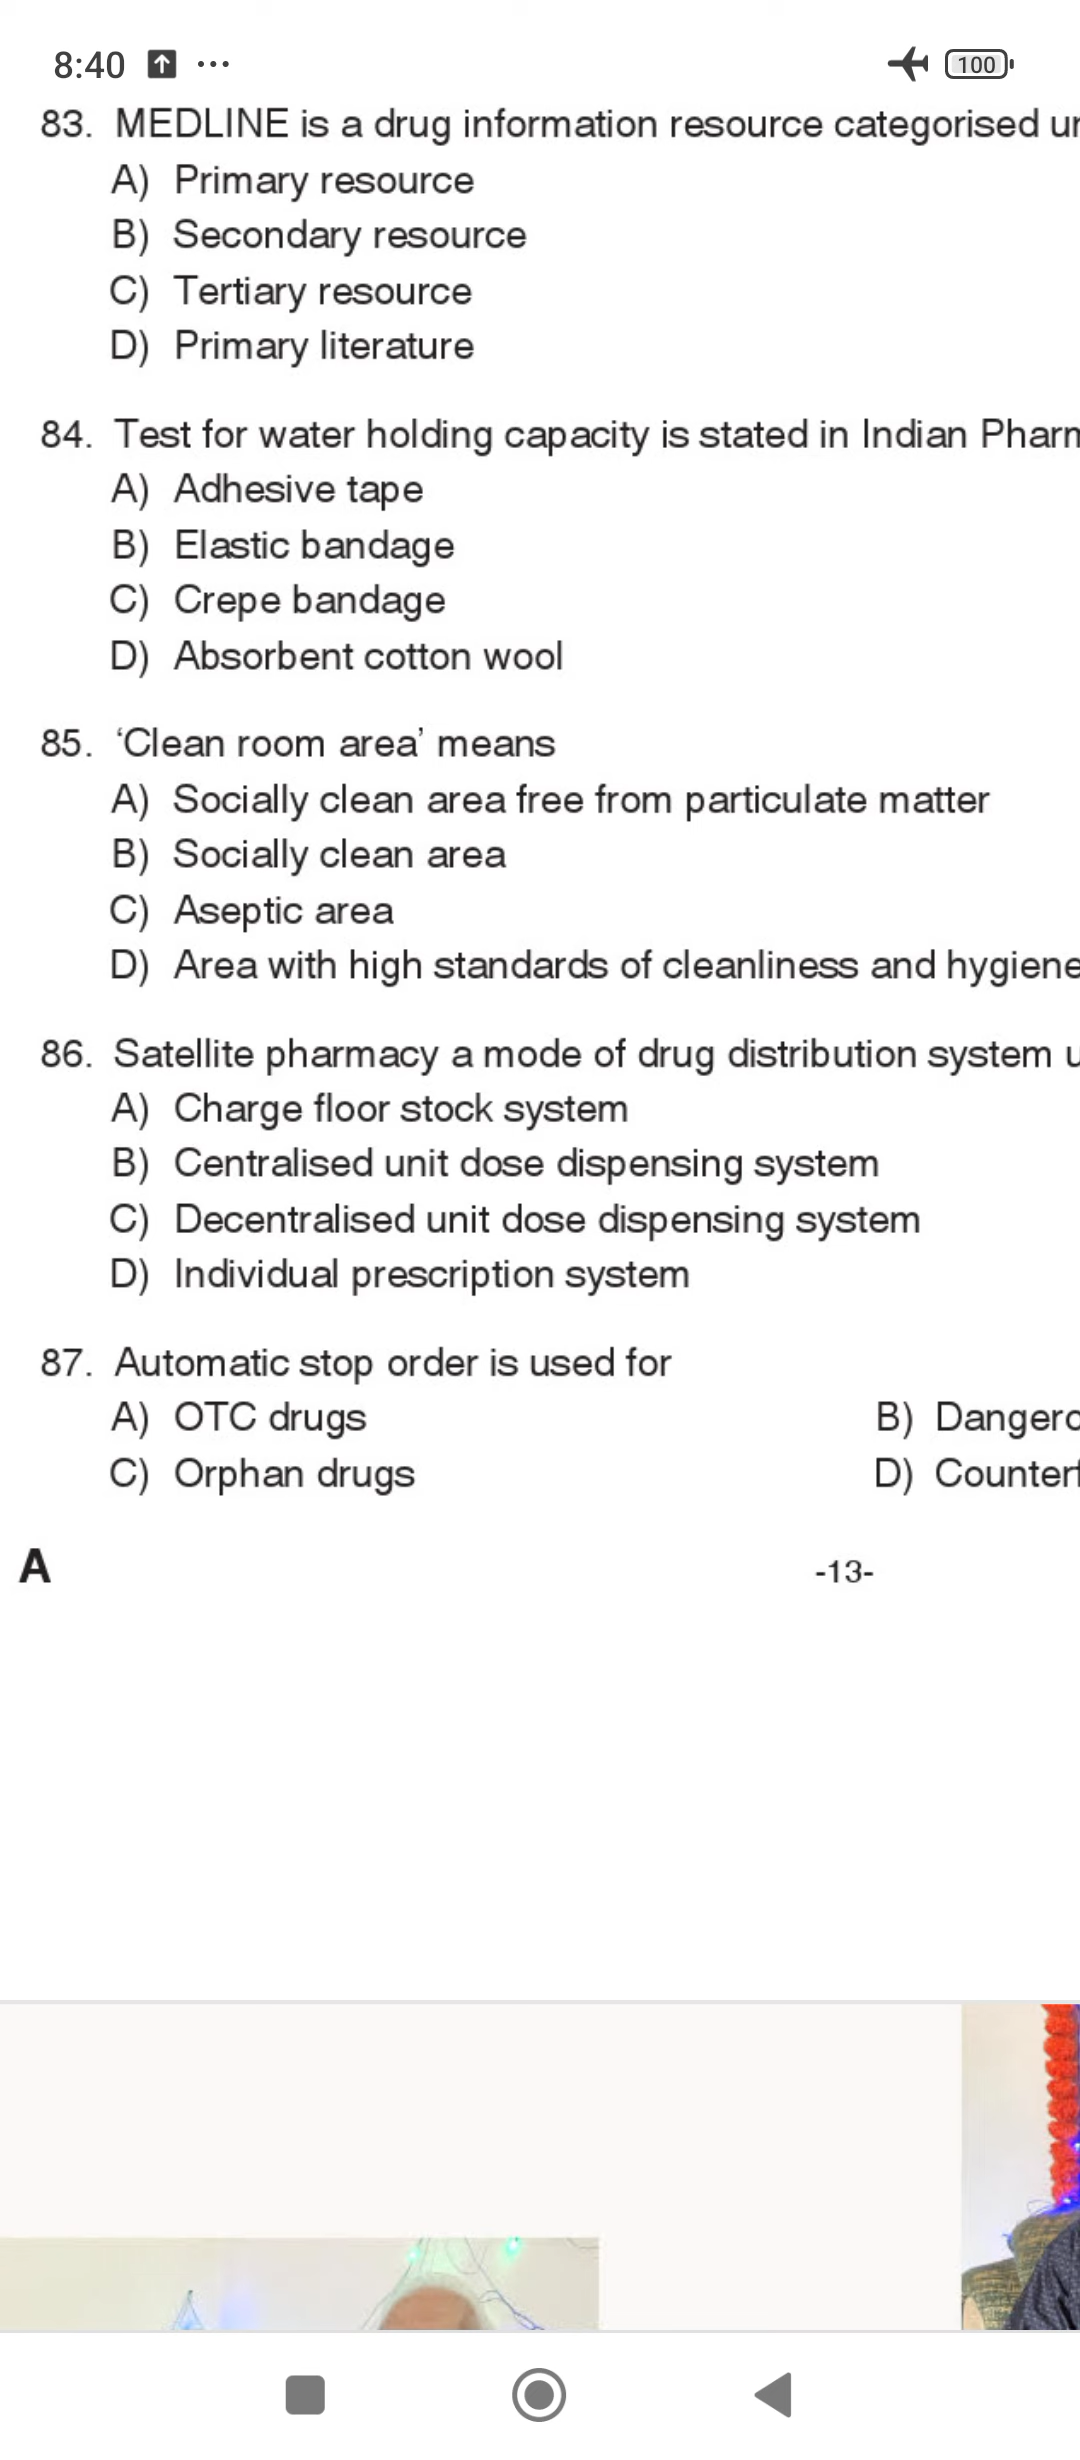 8:40
100
83. MEDLINE is a drug information resource categorised
A) Primary resource
B) Secondary resource
C) Tertiary resource
D) Primary literature
84. Test for water holding capacity is stated in Indian
A) Adhesive tape
B) Elastic bandage
C) Crepe bandage
D) Absorbent cotton wool
85. ‘Clean room area’ means
A) Socially clean area free from particulate matter
B) Socially clean area
C) Aseptic area
D) Area with high standards of cleanliness and hygiene
86. Satellite pharmacy a mode of drug distribution system
A) Charge floor stock system
B) Centralised unit dose dispensing system
C) Decentralised unit dose dispensing system
D) Individual prescription system
87. Automatic stop order is used for
A) OTC drugs B)
C) Orphan drugs D)
A -13-